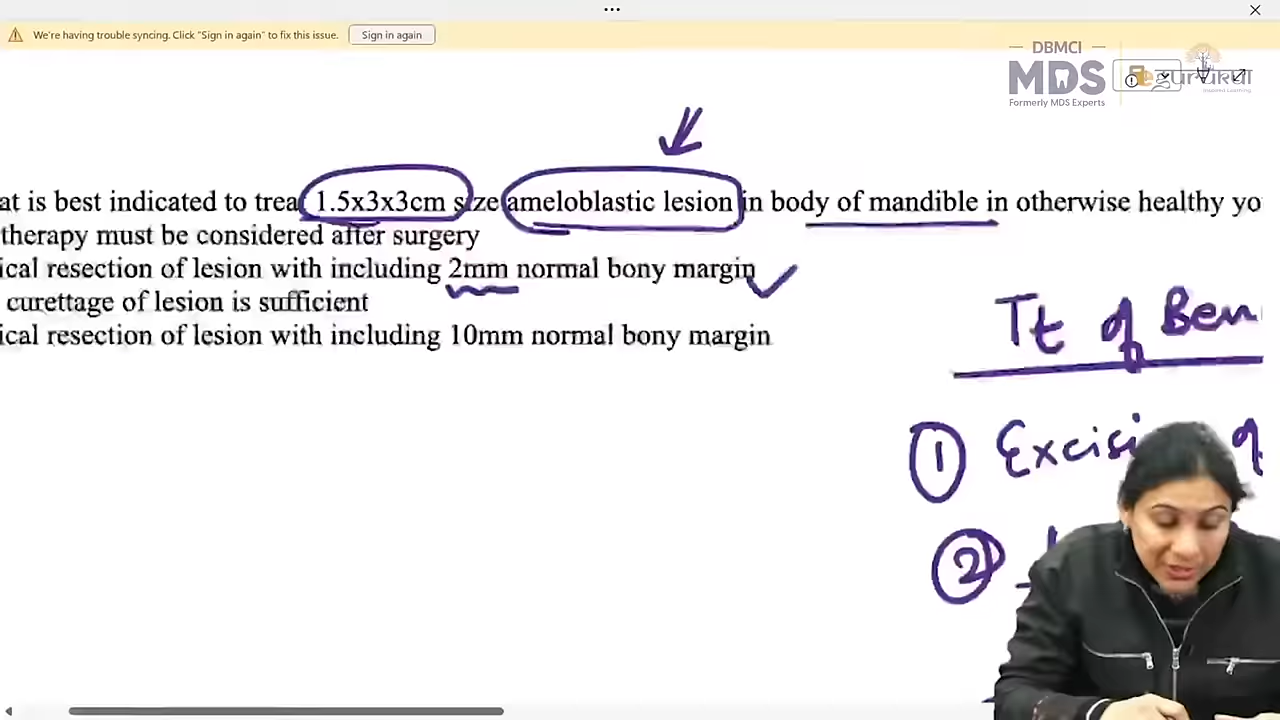 ...
We're having trouble syncing. Click "Sign in again" to fix this issue. Sign in again
DBMCI
MDS
Formerly MDS Experts
egurukul
at is best indicated to trea 1.5x3x3cm size ameloblastic lesion in body of mandible in otherwise healthy yo
therapy must be considered after surgery
ical resection of lesion with including 2mm normal bony margin
curettage of lesion is sufficient
ical resection of lesion with including 10mm normal bony margin
Tt of Ben
① Excisi
②